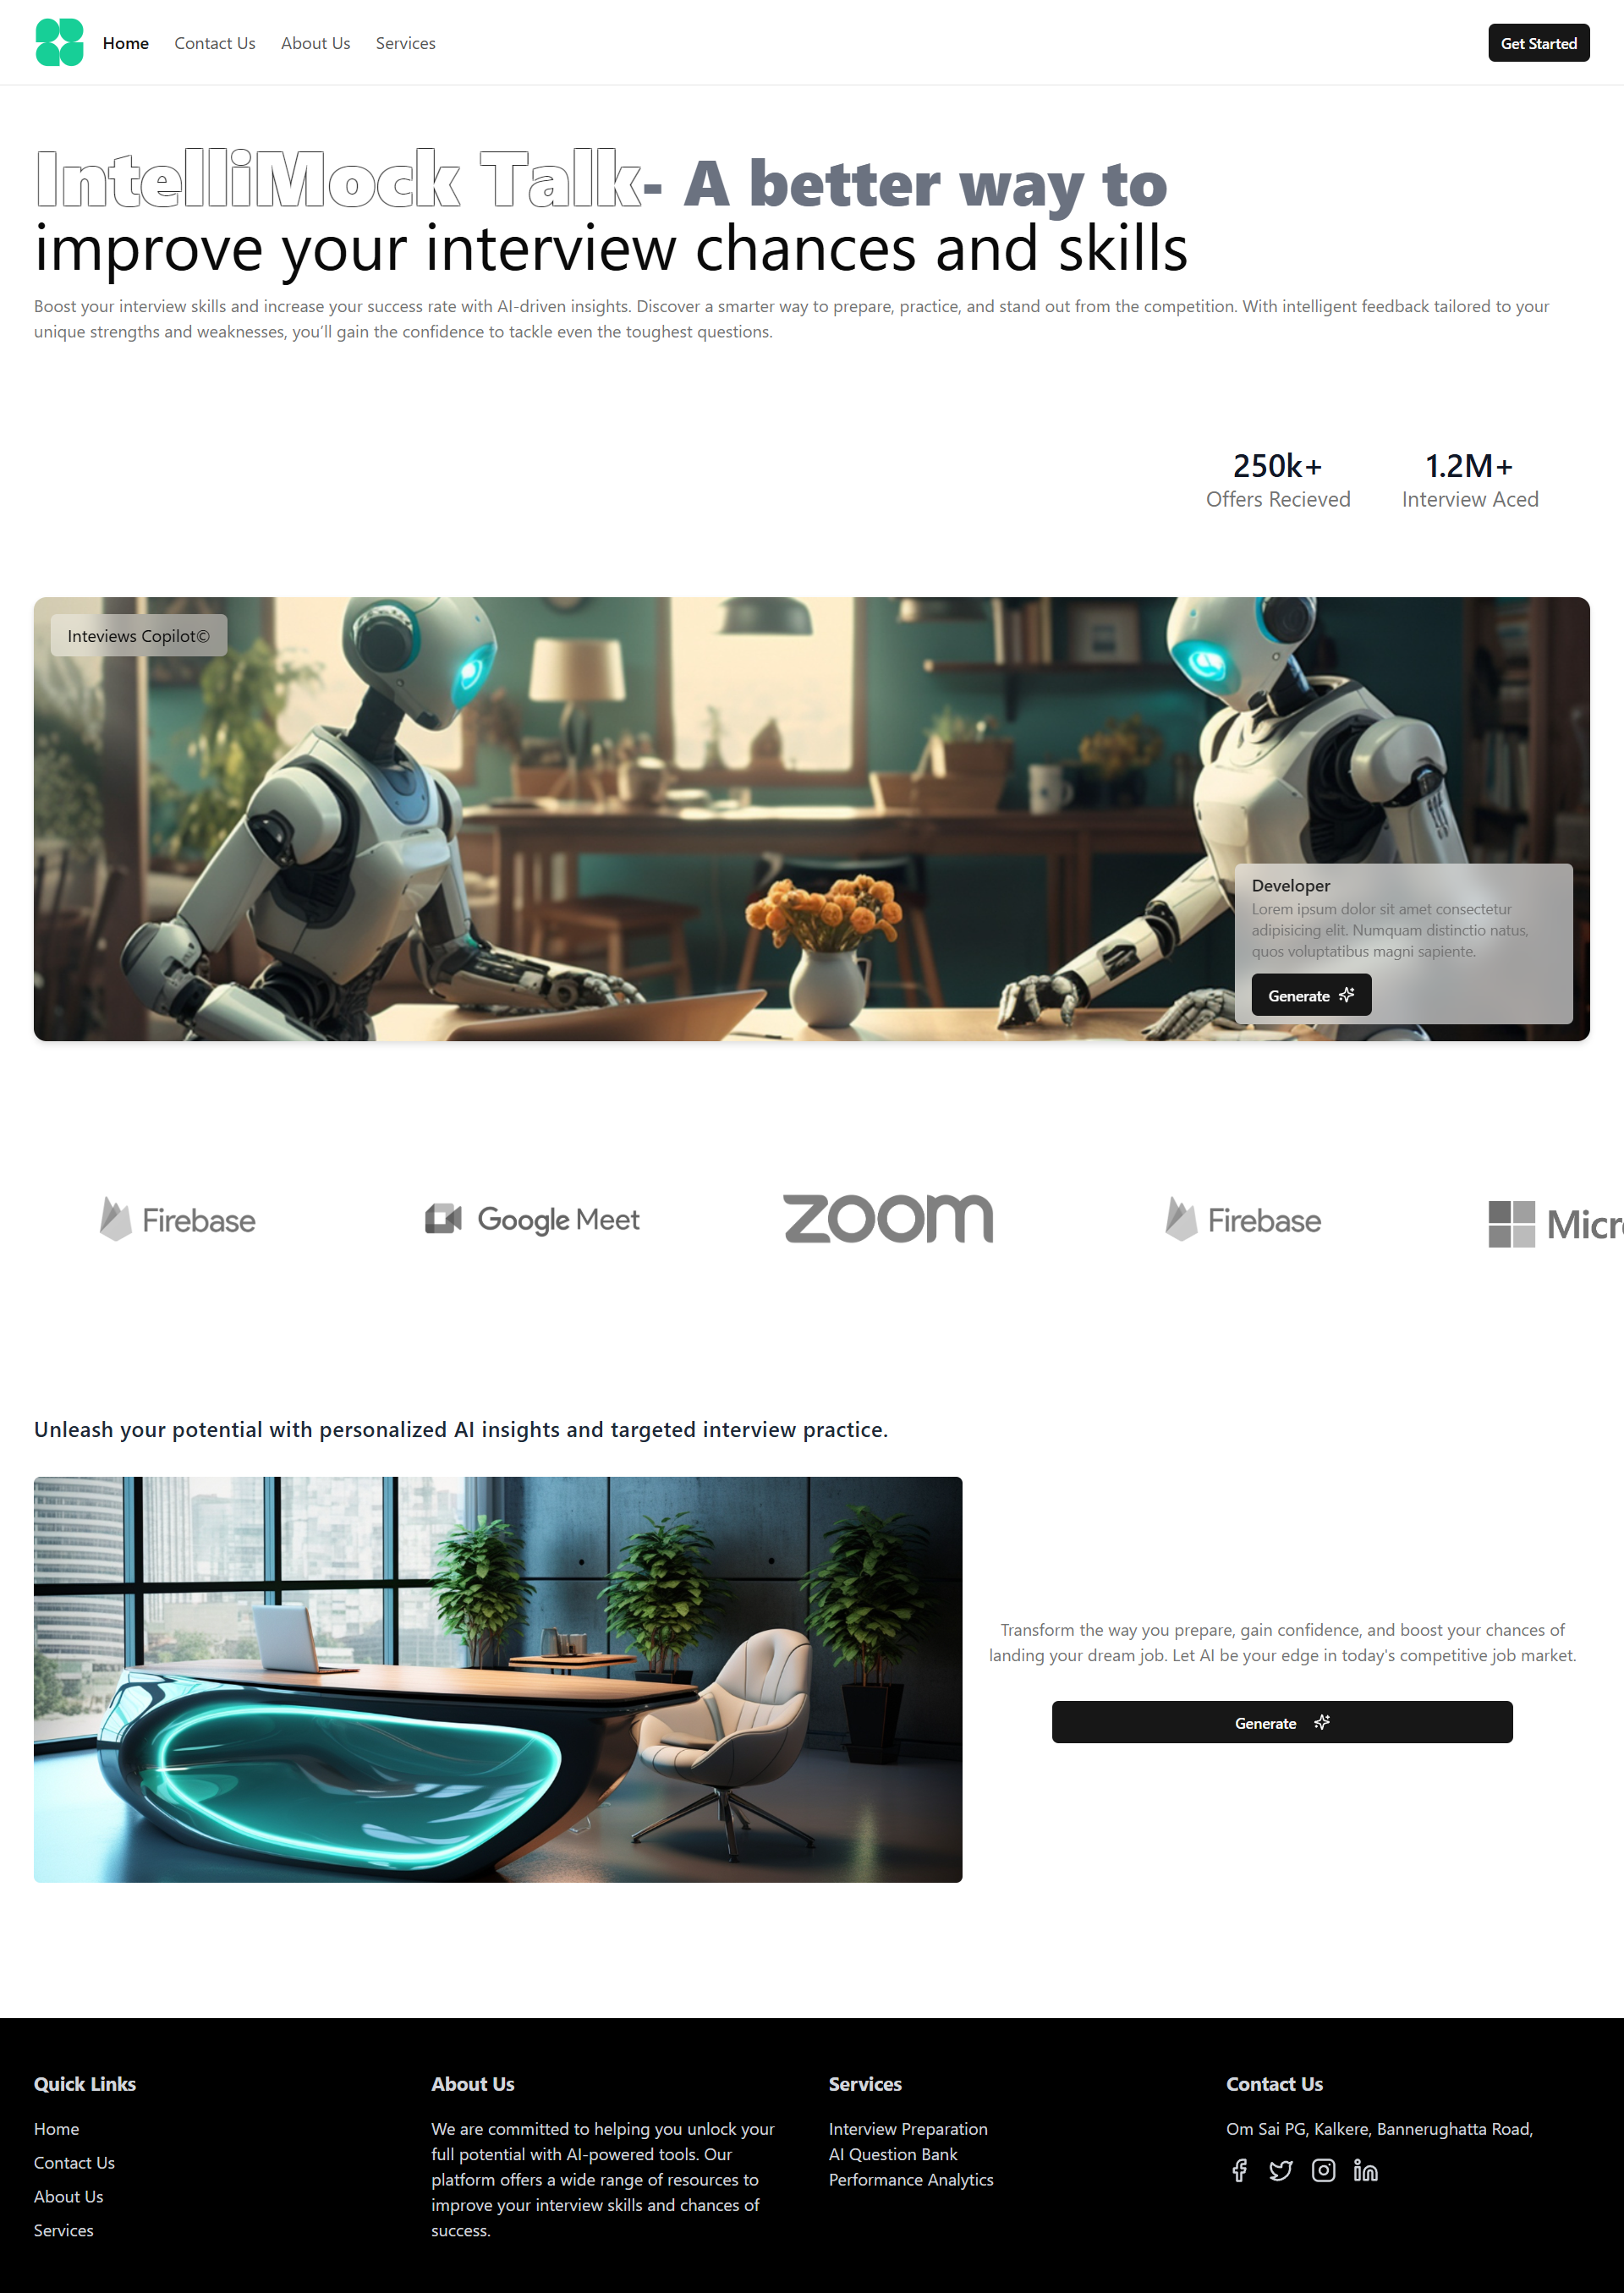 Home Contact Us About Us Services
Get Started
IntelliMock Talk- A better way to
improve your interview chances and skills
Boost your interview skills and increase your success rate with AI-driven insights. Discover a smarter way to prepare, practice, and stand out from the competition. With intelligent feedback tailored to your
unique strengths and weaknesses, you'll gain the confidence to tackle even the toughest questions.
250k+
Offers Recieved
1.2M+
Interview Aced
Inteviews Copilot©
Developer
Lorem ipsum dolor sit amet consectetur
adipisicing elit. Numquam distinctio natus,
quos voluptatibus magni sapiente.
Generate
Firebase
Google Meet
zoom
Firebase
Micr
Unleash your potential with personalized AI insights and targeted interview practice.
Transform the way you prepare, gain confidence, and boost your chances of
landing your dream job. Let AI be your edge in today's competitive job market.
Generate
Quick Links
Home
Contact Us
About Us
Services
About Us
We are committed to helping you unlock your
full potential with AI-powered tools. Our
platform offers a wide range of resources to
improve your interview skills and chances of
success.
Services
Interview Preparation
AI Question Bank
Performance Analytics
Contact Us
Om Sai PG, Kalkere, Bannerughatta Road,